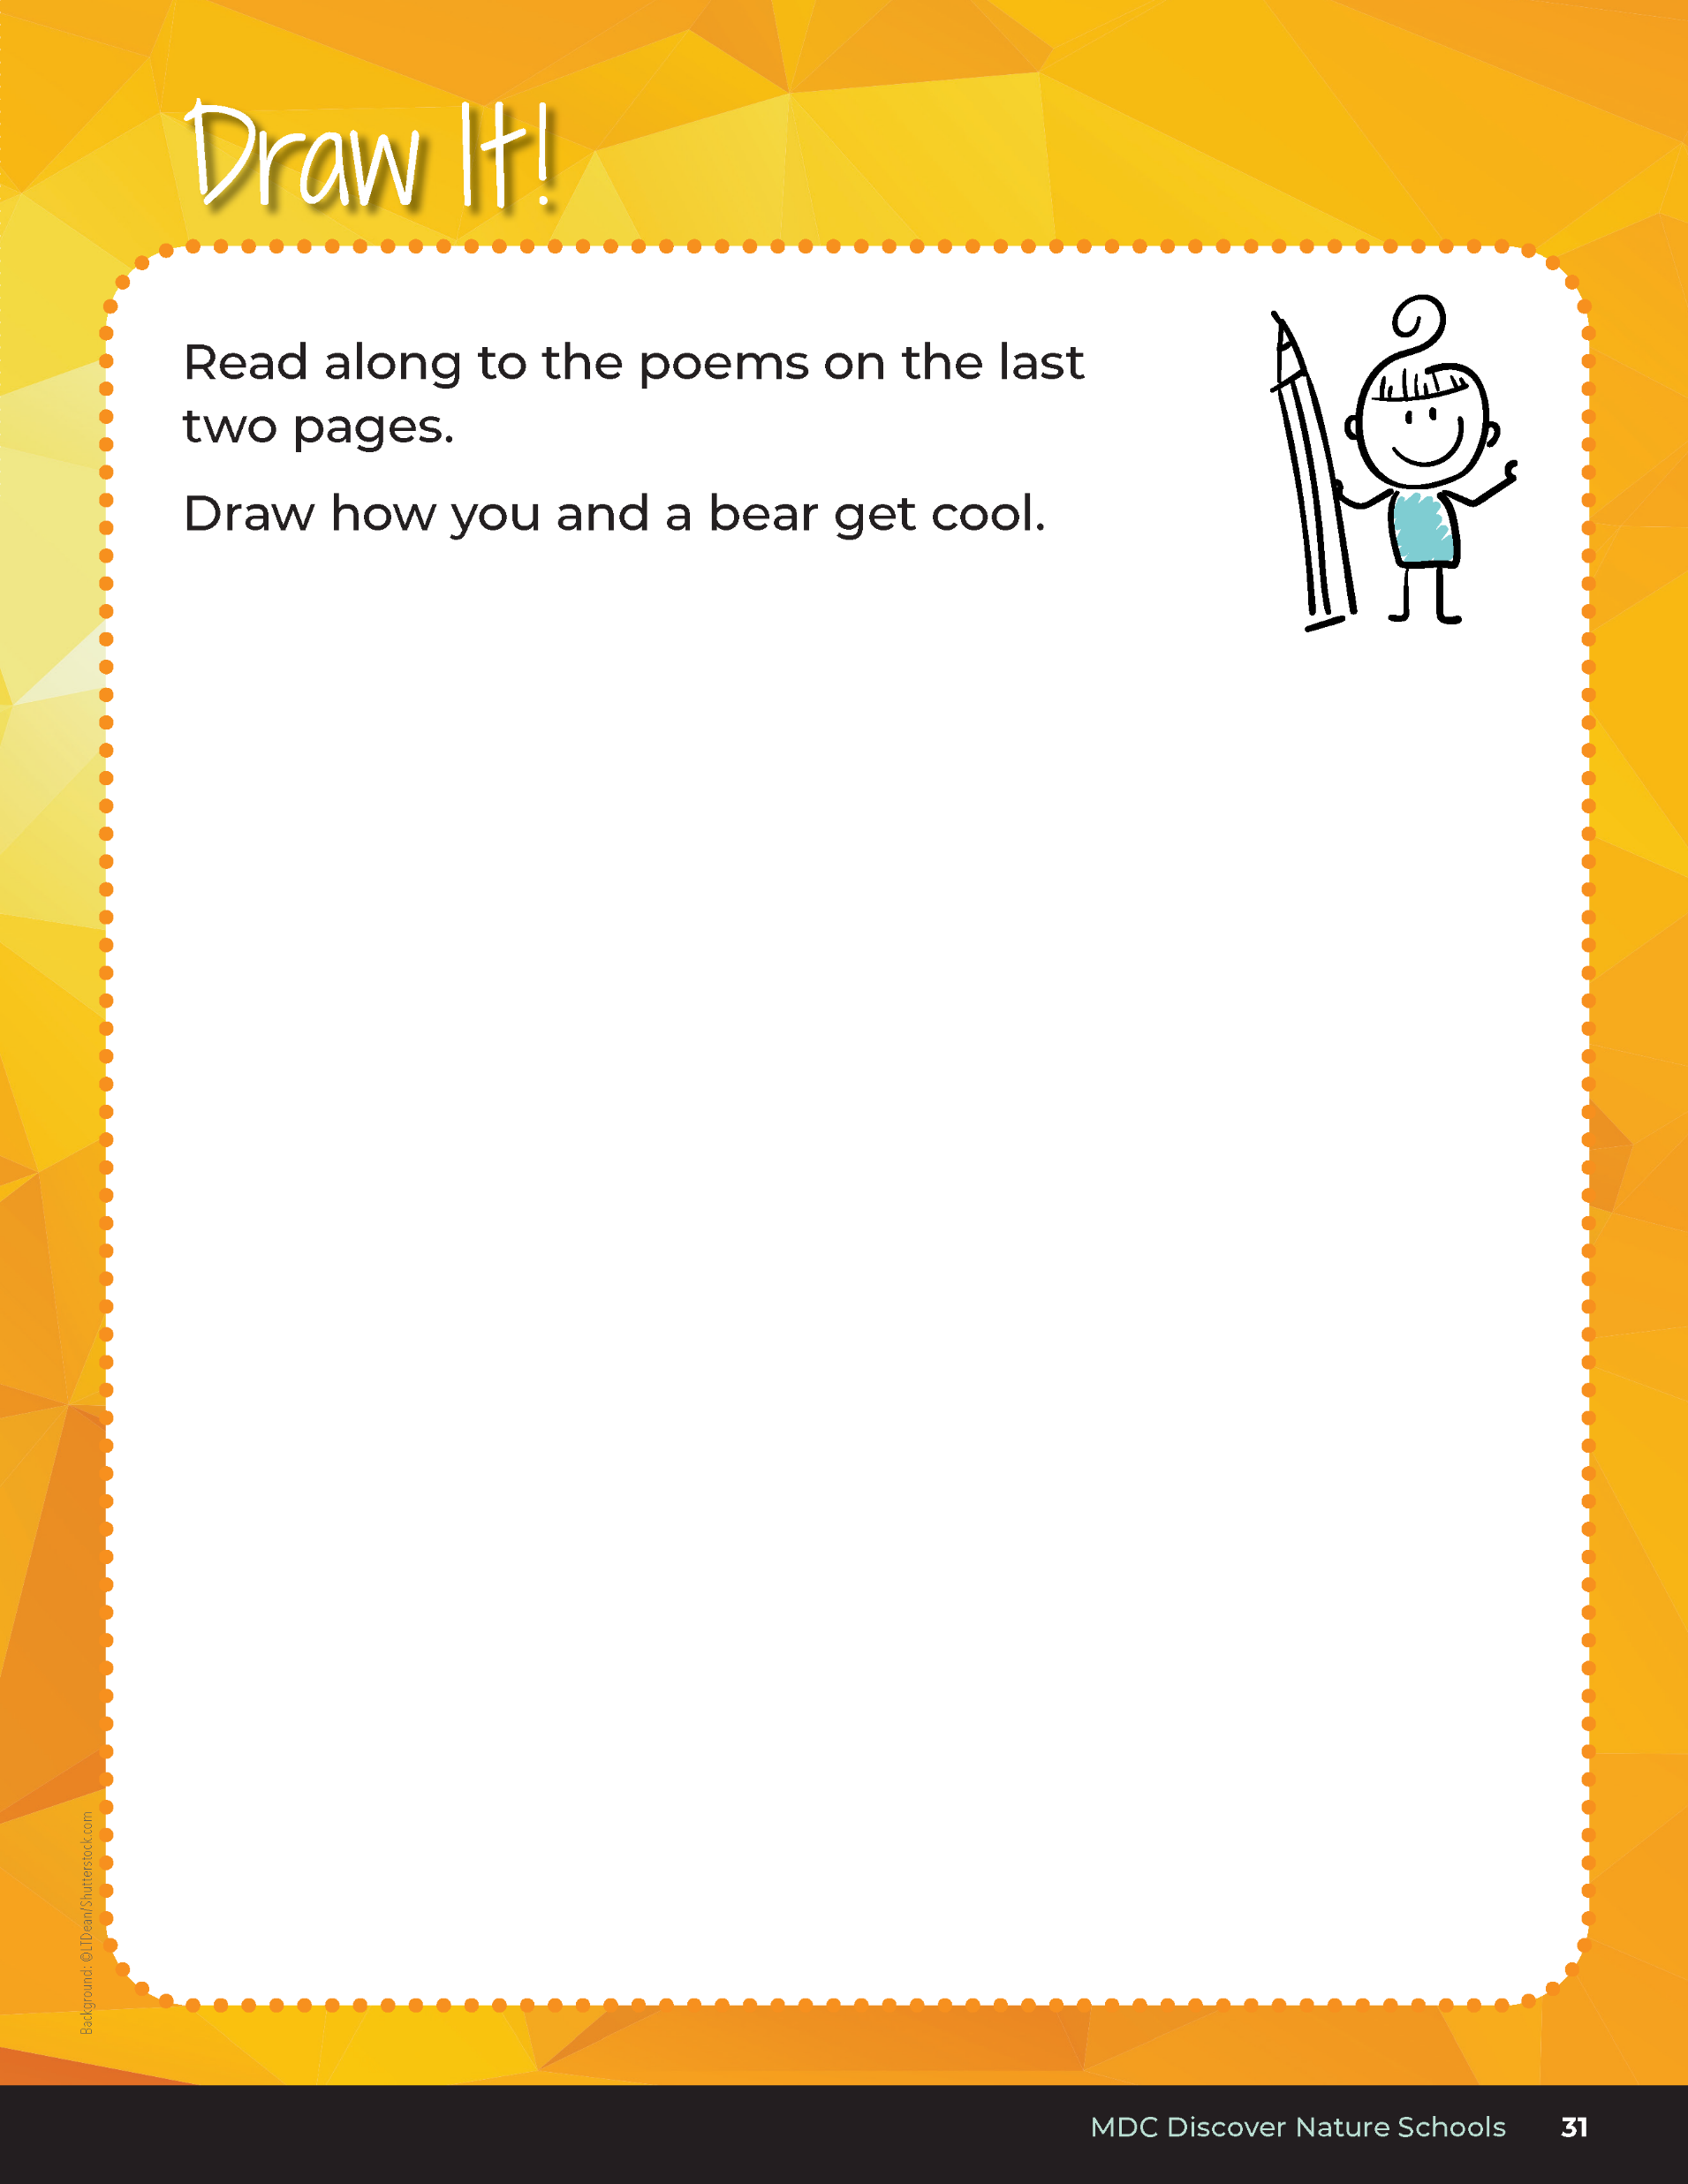 Draw It!
Read along to the poems on the last
two pages.
Draw how you and a bear get cool.
Background: ©LTDean/Shutterstock.com
MDC Discover Nature Schools 31